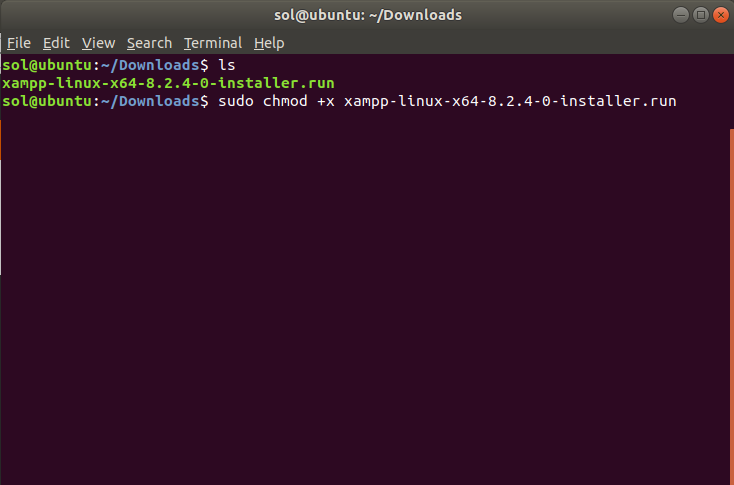 sol@ubuntu: ~/Downloads
File Edit View Search Terminal Help
sol@ubuntu:~/Downloads$ ls
xampp-linux-x64-8.2.4-0-installer.run
sol@ubuntu:~/Downloads$ sudo chmod +x xampp-linux-x64-8.2.4-0-installer.run